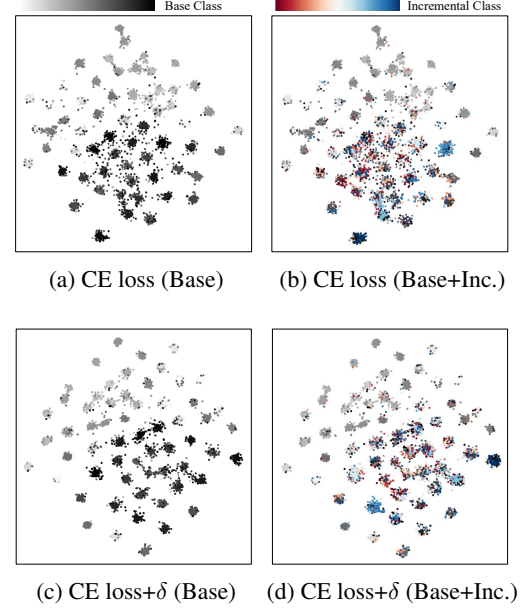 Base Class Incremental Class
(a) CE loss (Base) (b) CE loss (Base+Inc.)
(c) CE loss+δ (Base) (d) CE loss+δ (Base+Inc.)